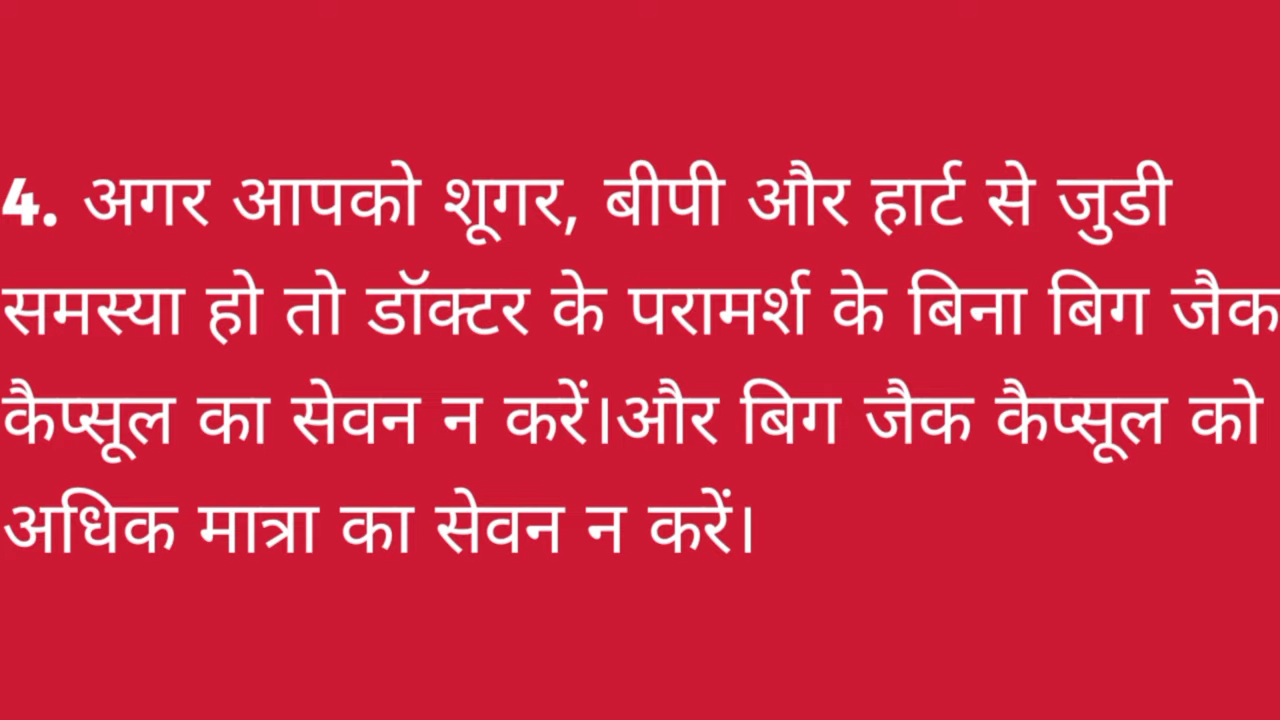 4. अगर आपको शूगर, बीपी और हार्ट से जुडी
समस्या हो तो डॉक्टर के परामर्श के बिना बिग जैक
कैप्सूल का सेवन न करें।और बिग जैक कैप्सूल को
अधिक मात्रा का सेवन न करें।